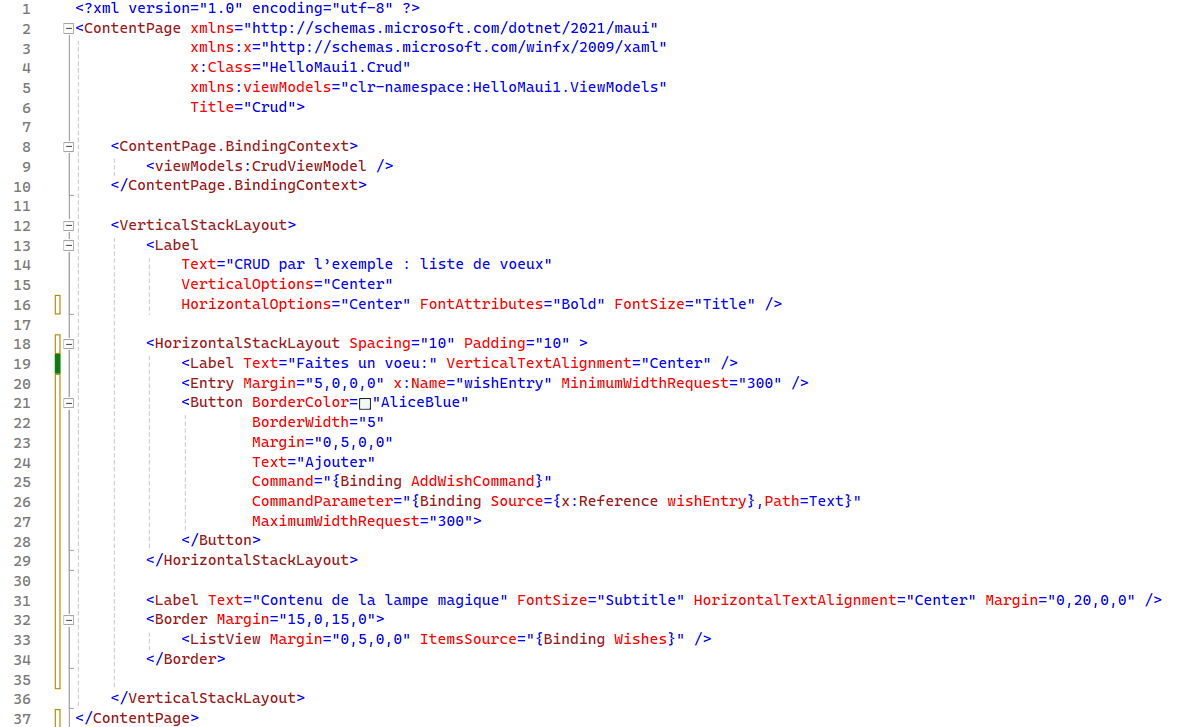 1 <?xml version="1.0" encoding="utf-8" ?>
2 <ContentPage xmlns="http://schemas.microsoft.com/dotnet/2021/maui"
3 xmlns:x="http://schemas.microsoft.com/winfx/2009/xaml"
4 x:Class="HelloMaui1.Crud"
5 xmlns:viewModels="clr-namespace:HelloMaui1.ViewModels"
6 Title="Crud">
7
8 <ContentPage.BindingContext>
9 <viewModels:CrudViewModel />
10 </ContentPage.BindingContext>
11
12 <VerticalStackLayout>
13 <Label
14 Text="CRUD par l’exemple : liste de voeux"
15 VerticalOptions="Center"
16 HorizontalOptions="Center" FontAttributes="Bold" FontSize="Title" />
17
18 <HorizontalStackLayout Spacing="10" Padding="10" >
19 <Label Text="Faites un voeu:" VerticalTextAlignment="Center" />
20 <Entry Margin="5,0,0,0" x:Name="wishEntry" MinimumWidthRequest="300" />
21 <Button BorderColor="AliceBlue"
22 BorderWidth="5"
23 Margin="0,5,0,0"
24 Text="Ajouter"
25 Command="{Binding AddWishCommand}"
26 CommandParameter="{Binding Source={x:Reference wishEntry},Path=Text}"
27 MaximumWidthRequest="300">
28 </Button>
29 </HorizontalStackLayout>
30
31 <Label Text="Contenu de la lampe magique" FontSize="Subtitle" HorizontalTextAlignment="Center" Margin="0,20,0,0" />
32 <Border Margin="15,0,15,0">
33 <ListView Margin="0,5,0,0" ItemsSource="{Binding Wishes}" />
34 </Border>
35
36 </VerticalStackLayout>
37 </ContentPage>